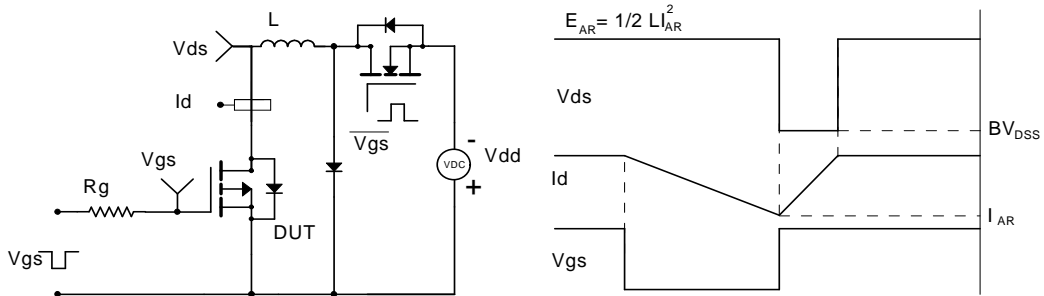 L
Vds
Id
Vgs
Rg
DUT
Vgs
Vgs
VDC
-
+
Vdd
E_AR= 1/2 LI_AR^2
Vds
BV_DSS
Id
I_AR
Vgs